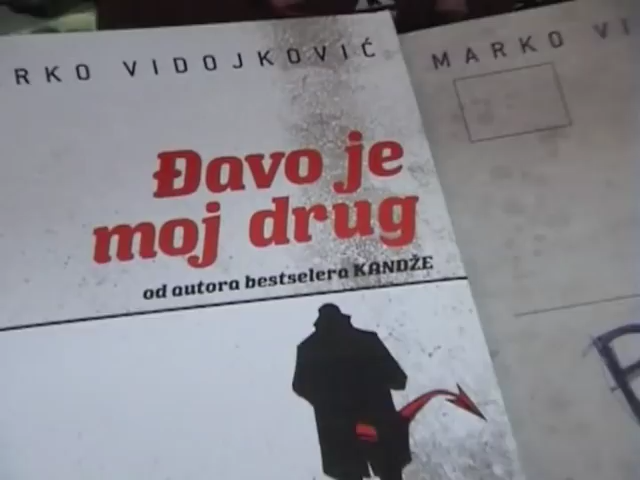 RKO VIDOJKOVIĆ
Đavo je
moj drug
od autora bestselera KANDŽE
MARKO VI